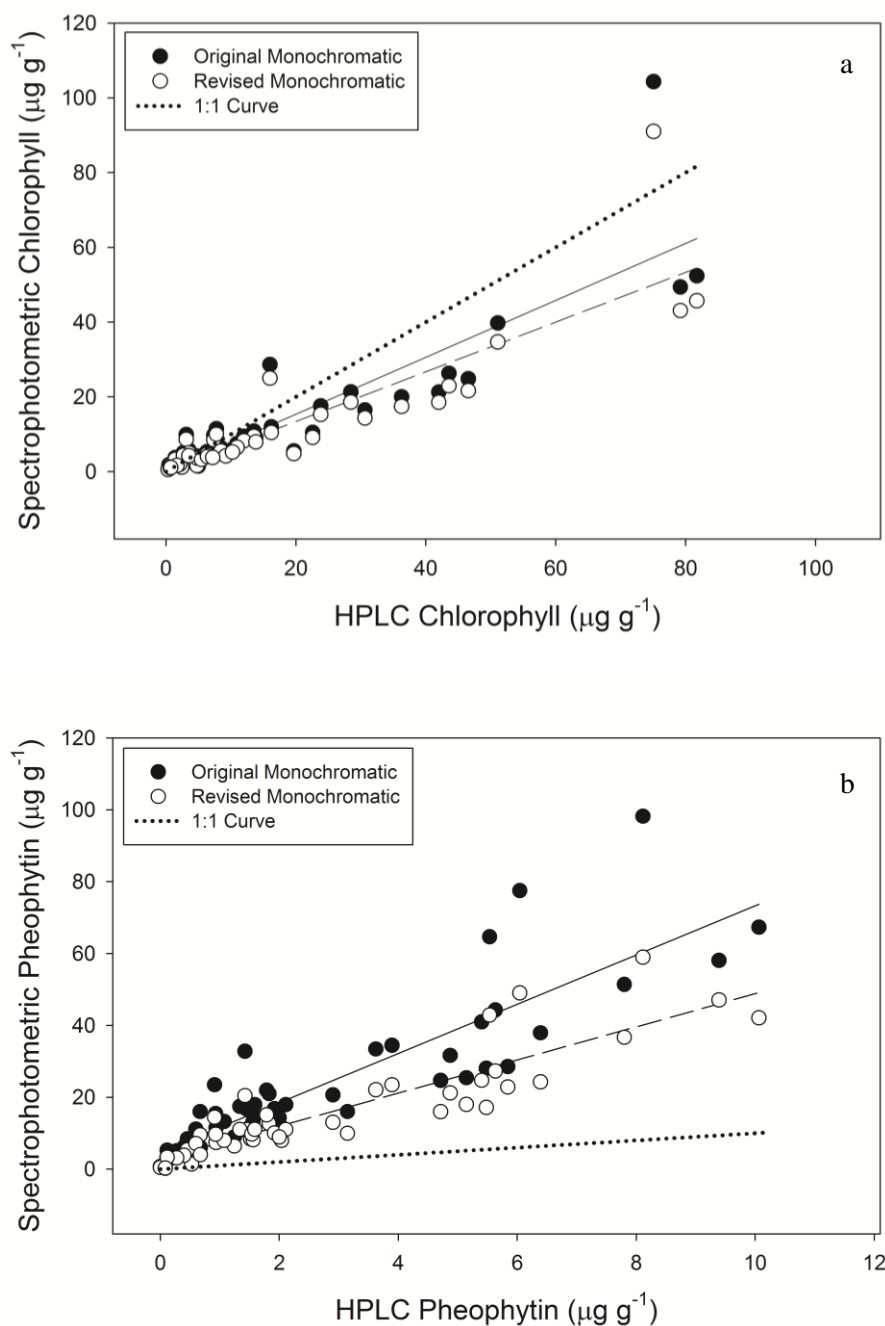 a
Original Monochromatic
Revised Monochromatic
1:1 Curve
120
100
80
60
40
20
0
Spectrophotometric Chlorophyll (μg g⁻¹)
0 20 40 60 80 100
HPLC Chlorophyll (μg g⁻¹)
b
Original Monochromatic
Revised Monochromatic
1:1 Curve
120
100
80
60
40
20
0
Spectrophotometric Pheophytin (μg g⁻¹)
0 2 4 6 8 10 12
HPLC Pheophytin (μg g⁻¹)